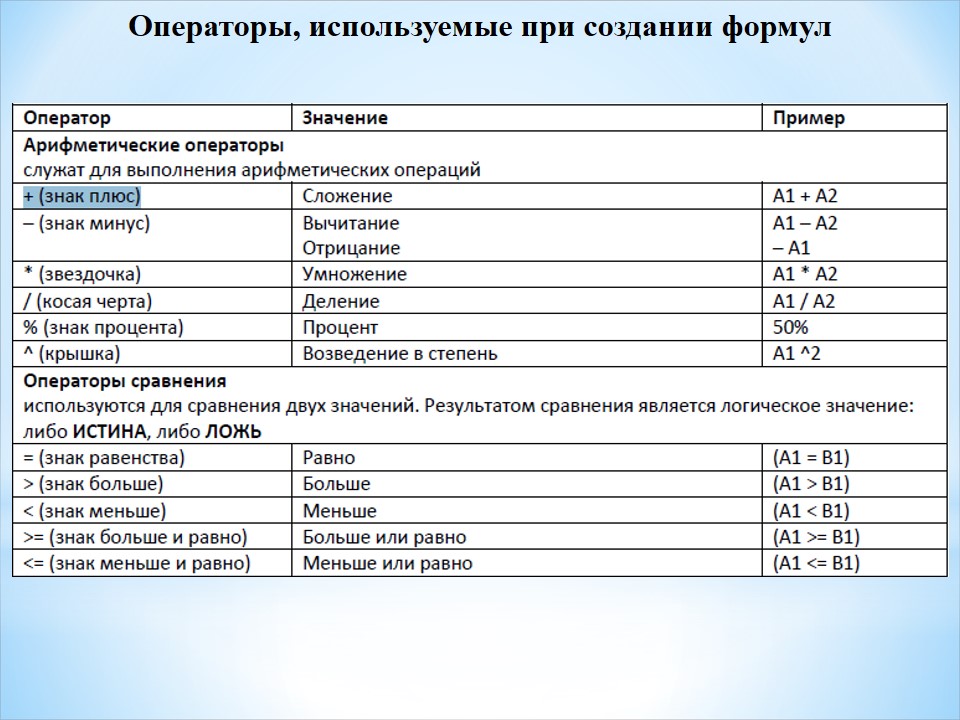 Операторы, используемые при создании формул
Оператор Значение Пример
Арифметические операторы
служат для выполнения арифметических операций
+ (знак плюс) Сложение A1 + A2
– (знак минус) Вычитание A1 – A2
Отрицание – A1
* (звездочка) Умножение A1 * A2
/ (косая черта) Деление A1 / A2
% (знак процента) Процент 50%
^ (крышка) Возведение в степень A1 ^2
Операторы сравнения
используются для сравнения двух значений. Результатом сравнения является логическое значение:
либо ИСТИНА, либо ЛОЖЬ
= (знак равенства) Равно (A1 = B1)
> (знак больше) Больше (A1 > B1)
< (знак меньше) Меньше (A1 < B1)
>= (знак больше и равно) Больше или равно (A1 >= B1)
<= (знак меньше и равно) Меньше или равно (A1 <= B1)